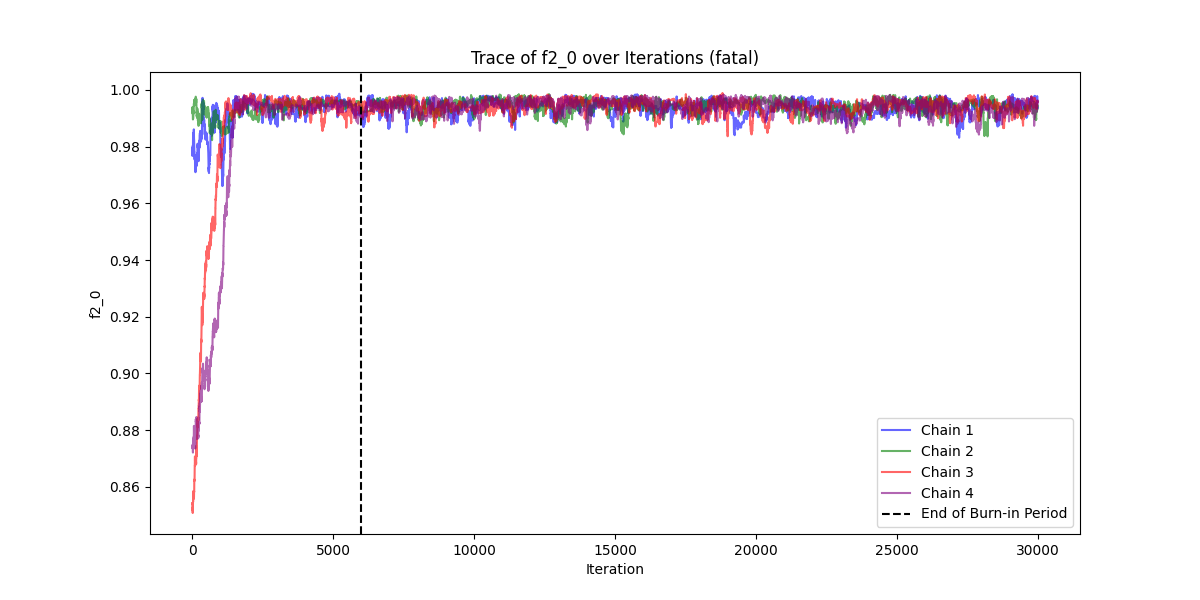 Trace of f2_0 over Iterations (fatal)
1.00
0.98
0.96
0.94
0.92
0.90
0.88
0.86
f2_0
0
5000
10000
15000
20000
25000
30000
Iteration
Chain 1
Chain 2
Chain 3
Chain 4
End of Burn-in Period